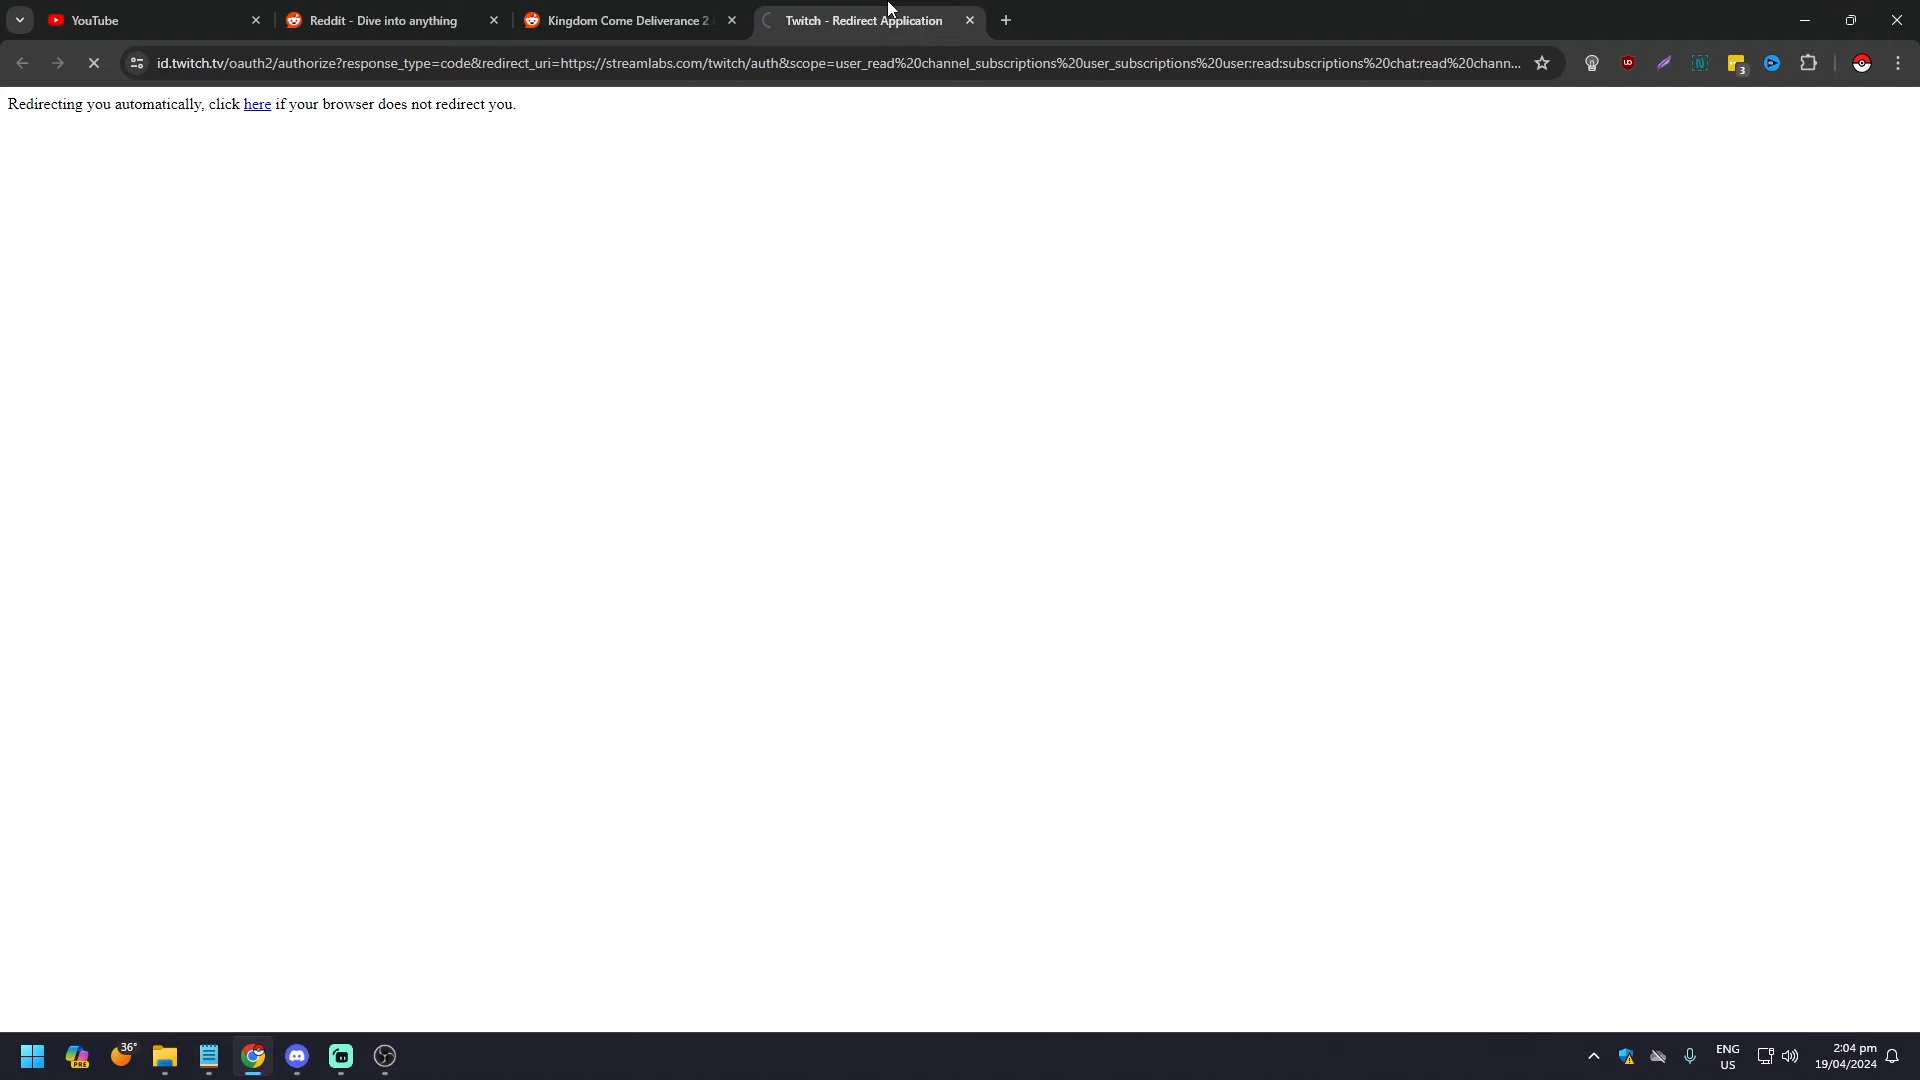 YouTube
Reddit - Dive into anything
Kingdom Come Deliverance 2
Twitch - Redirect Application
id.twitch.tv/oauth2/authorize?response_type=code&redirect_uri=https://streamlabs.com/twitch/auth&scope=user_read%20channel_subscriptions%20user_subscriptions%20user:read:subscriptions%20chat:read%20chann...
3
Redirecting you automatically, click here if your browser does not redirect you.
PRE
36°
ENG
US
2:04 pm
19/04/2024